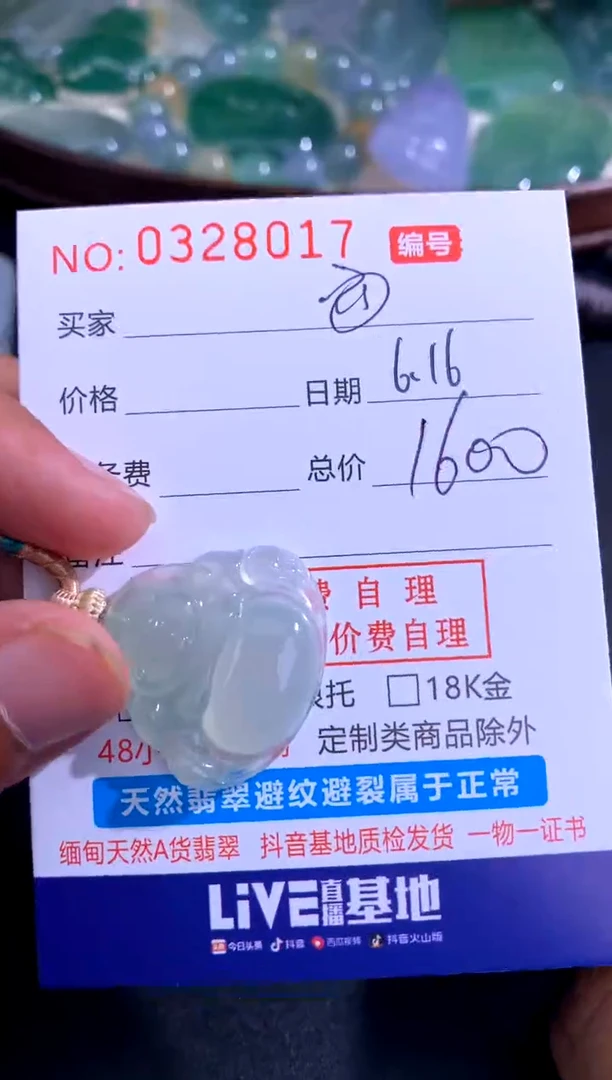 NO: 0328017 编号
买家
价格 日期 6.16
务费 总价 1600
备注
费自理
价费自理
银托 □18K金
48小 定制类商品除外
天然翡翠避纹避裂属于正常
缅甸天然A货翡翠 抖音基地质检发货 一物一证书
LiVE直播基地
今日头条 抖音 西瓜视频 抖音火山版